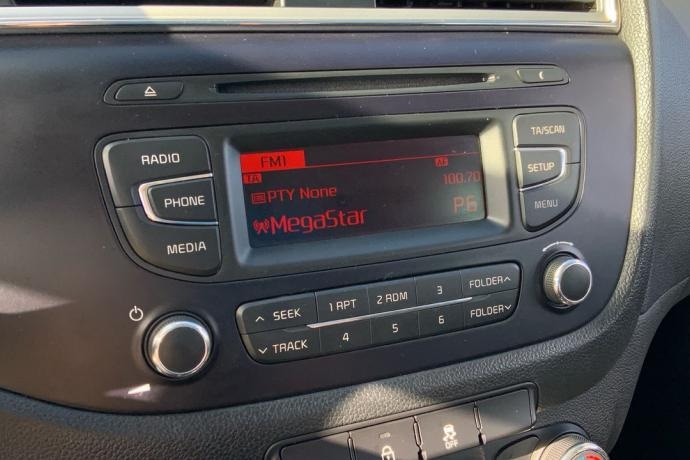 RADIO
PHONE
MEDIA
FM1
TA
AF
PTY None
100.70
MegaStar
P6
TA/SCAN
SETUP
MENU
SEEK
1 RPT
2 RDM
3
FOLDER
TRACK
4
5
6
FOLDER
OFF